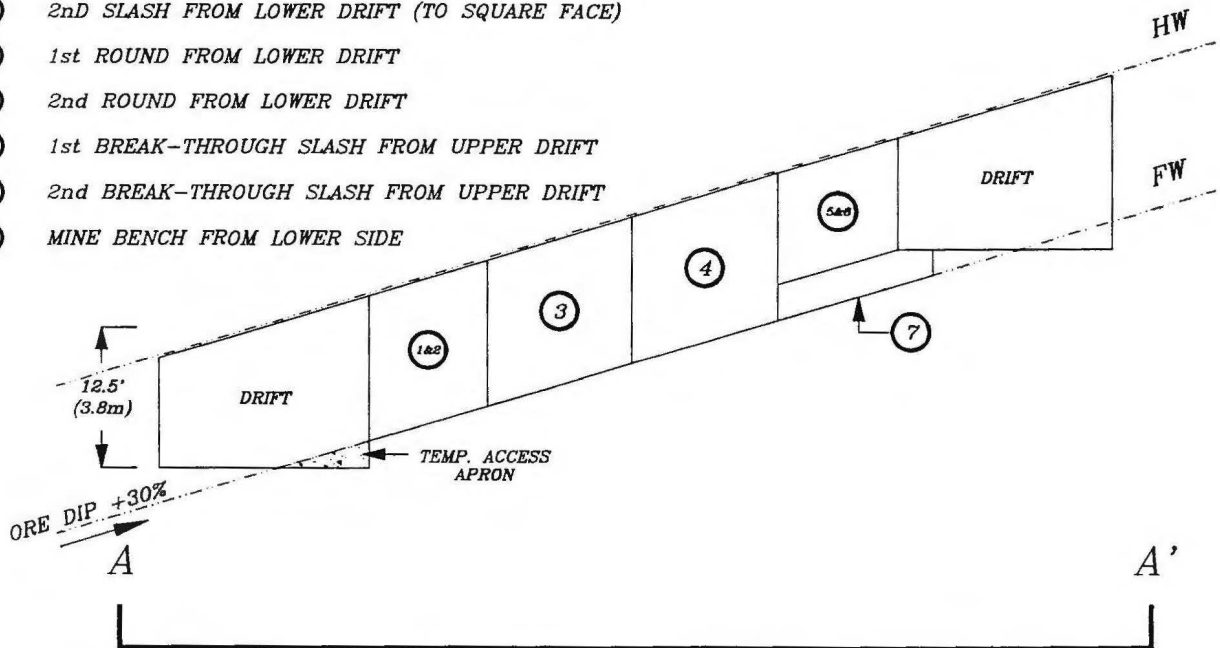 2nD SLASH FROM LOWER DRIFT (TO SQUARE FACE)
1st ROUND FROM LOWER DRIFT
2nd ROUND FROM LOWER DRIFT
1st BREAK-THROUGH SLASH FROM UPPER DRIFT
2nd BREAK-THROUGH SLASH FROM UPPER DRIFT
MINE BENCH FROM LOWER SIDE
HW
FW
DRIFT
5&6
4
3
7
1&2
12.5'
(3.8m)
DRIFT
TEMP. ACCESS
APRON
ORE DIP +30%
A
A'